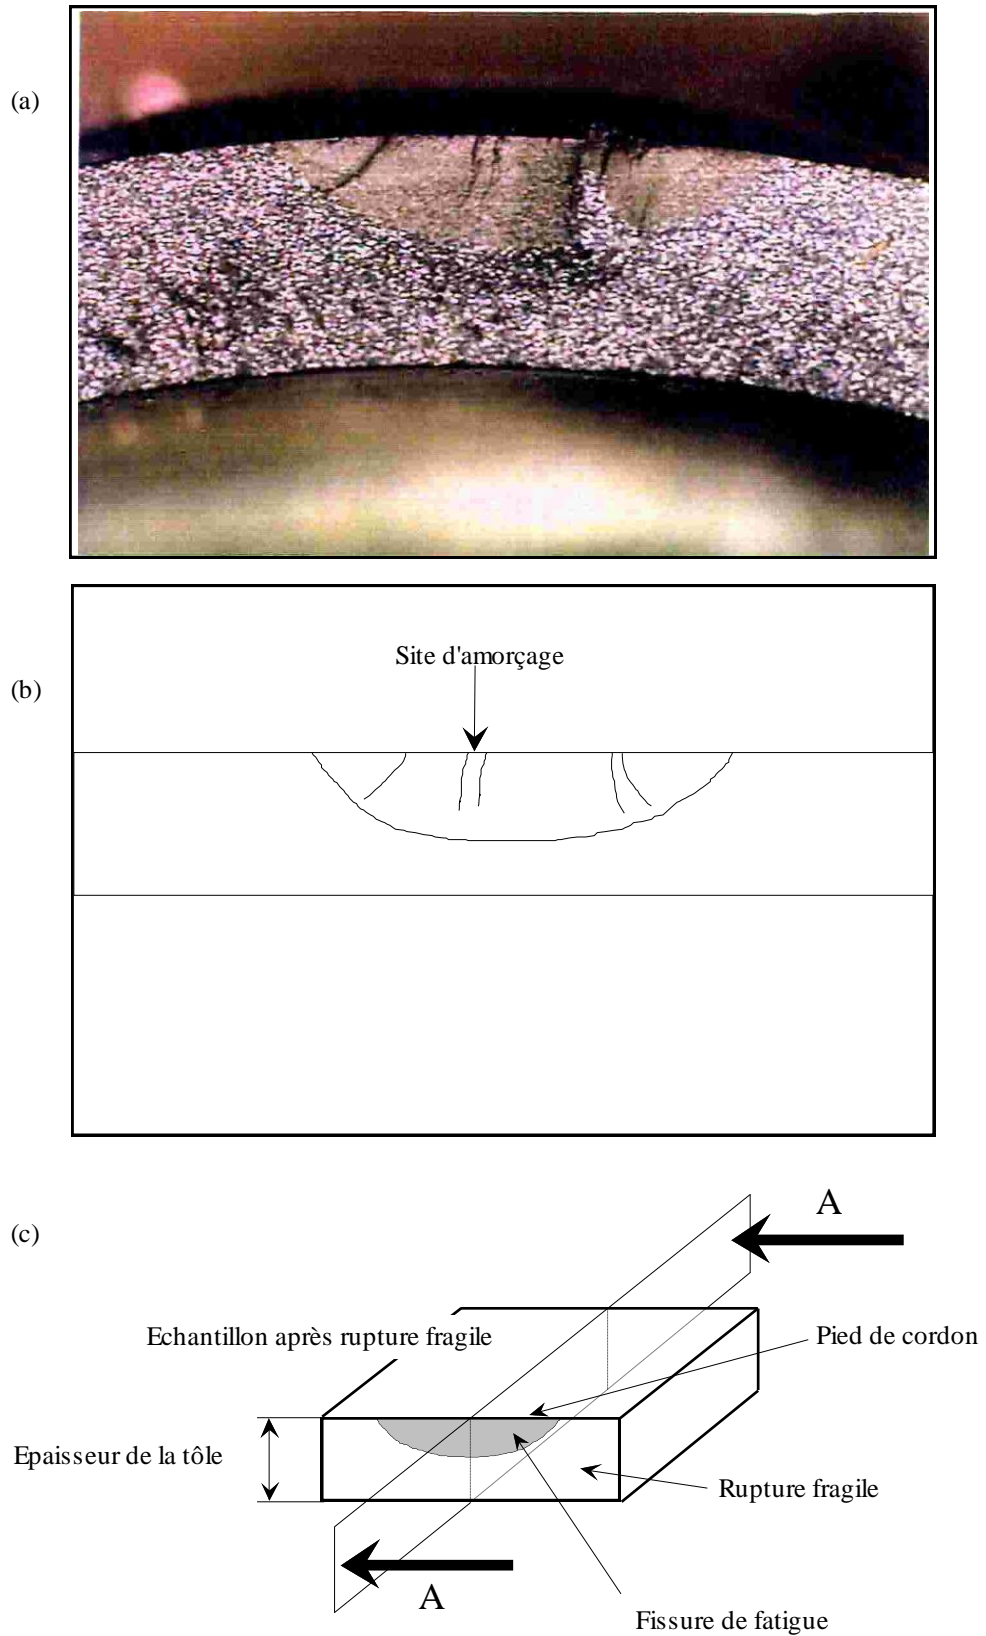 (a)
(b)
Site d'amorçage
(c)
A
Echantillon après rupture fragile
Pied de cordon
Epaisseur de la tôle
Rupture fragile
A
Fissure de fatigue